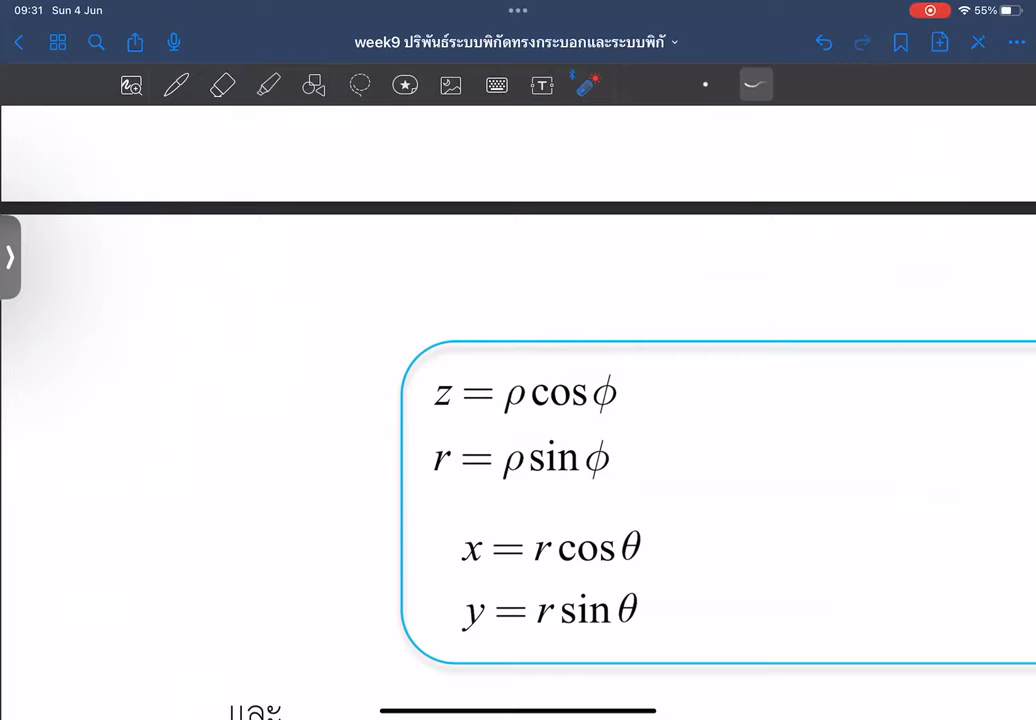 09:31 Sun 4 Jun 55%
week9 ปริพันธ์ระบบพิกัดทรงกระบอกและระบบพิกั
T
z = ρ cos ϕ
r = ρ sin ϕ
x = r cos θ
y = r sin θ
และ